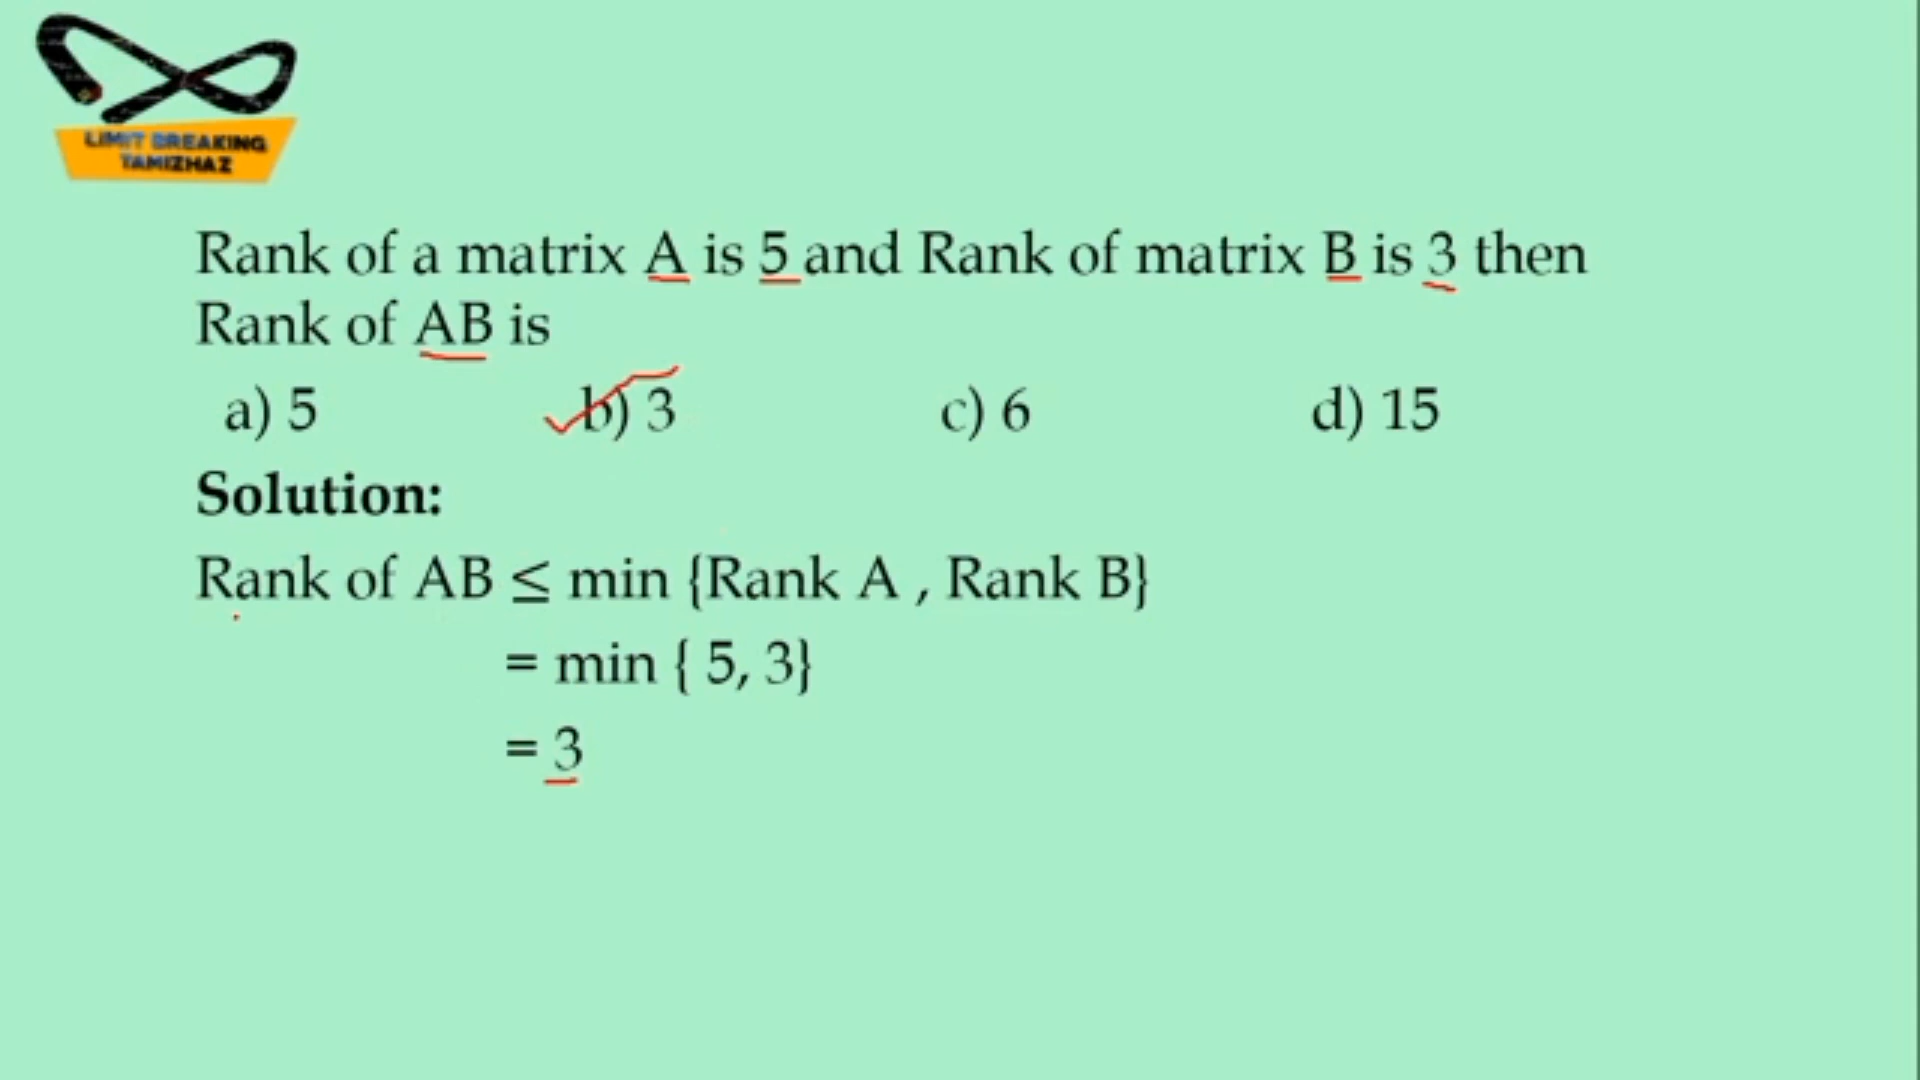 LIMIT BREAKING
TAMIZHAZ
Rank of a matrix A is 5 and Rank of matrix B is 3 then
Rank of AB is
a) 5 b) 3 c) 6 d) 15
Solution:
Rank of AB ≤ min {Rank A , Rank B}
= min { 5, 3}
= 3